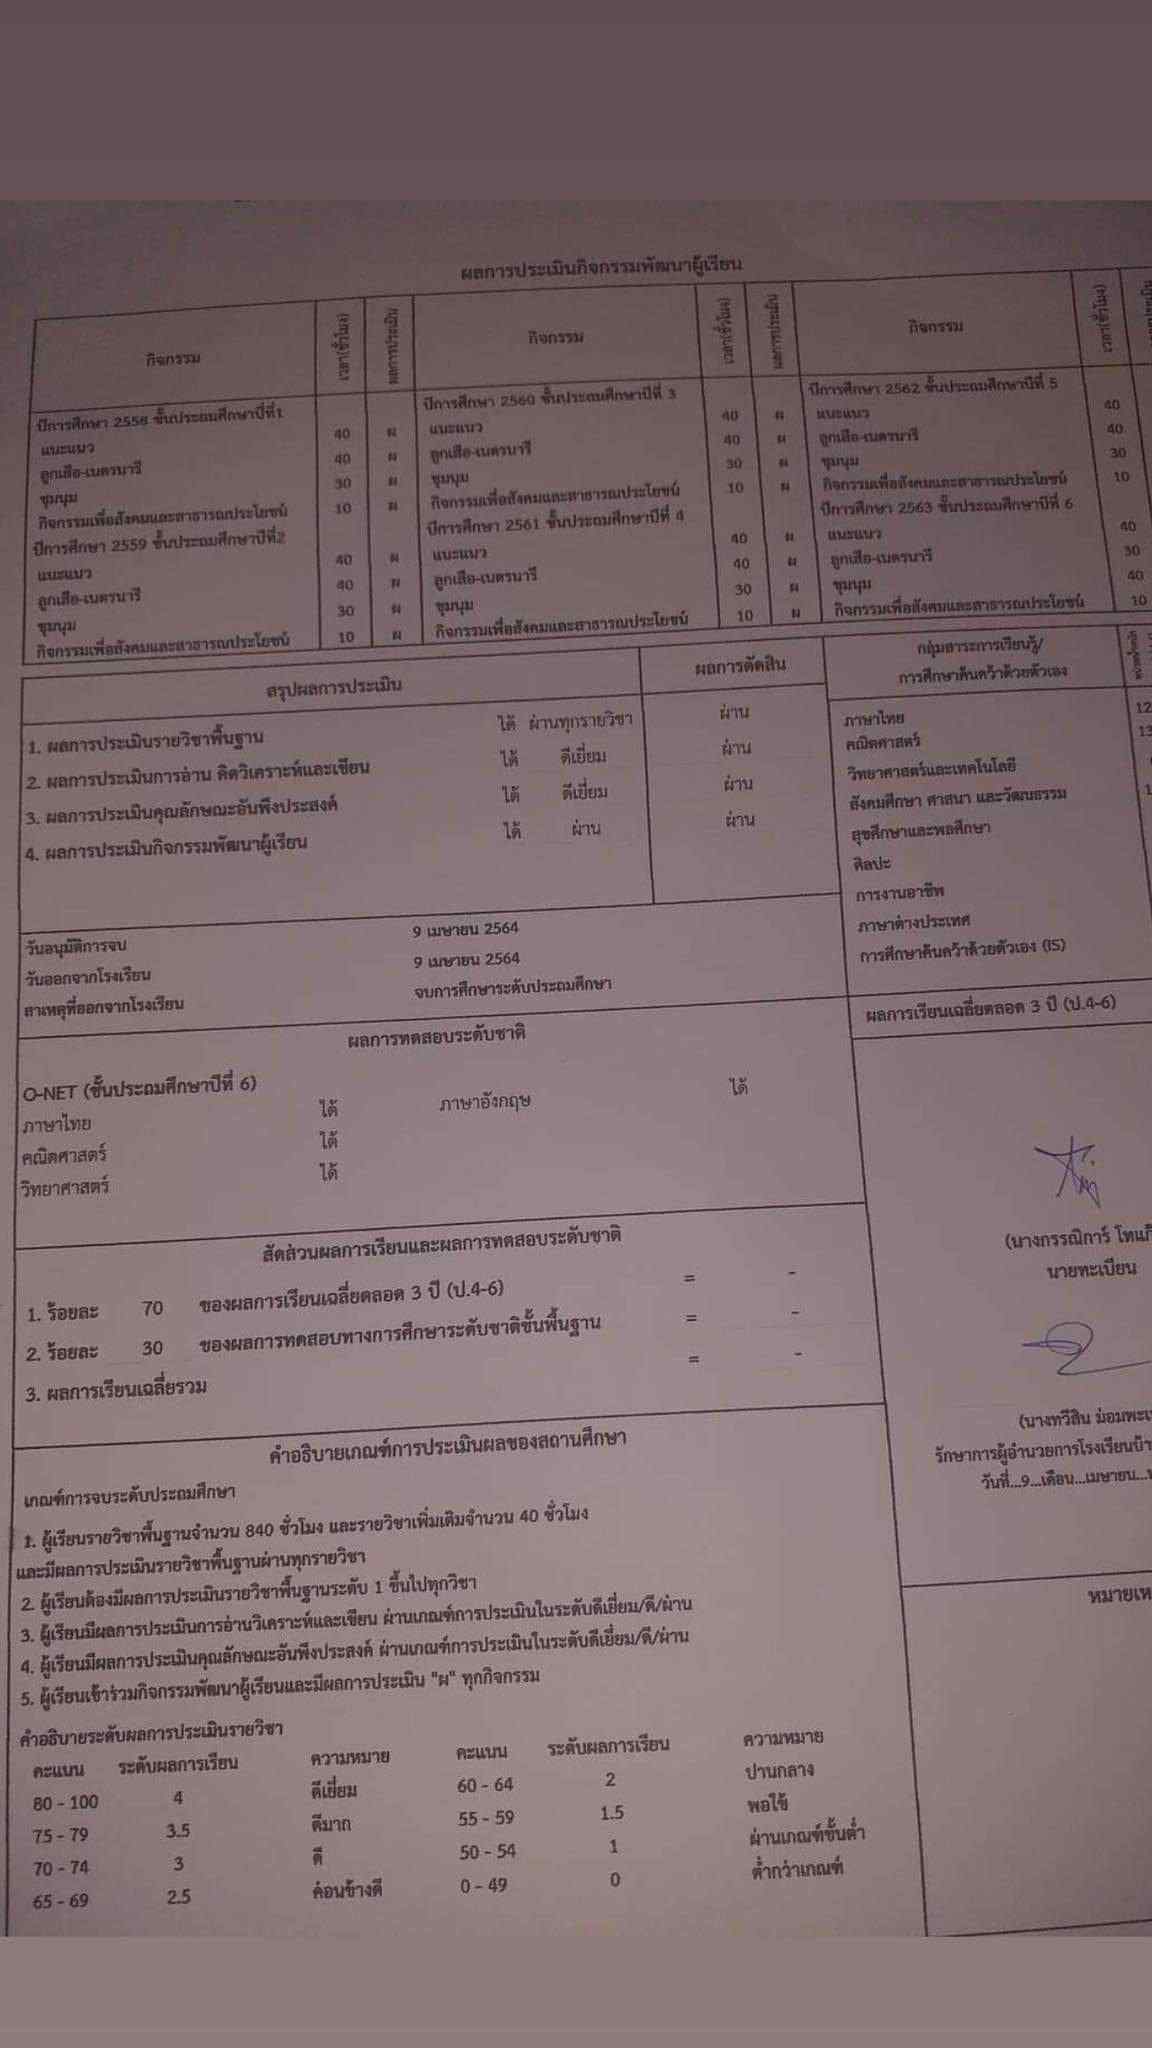 ผลการประเมินกิจกรรมพัฒนาผู้เรียน
กิจกรรม เวลา(ชั่วโมง) ผลการประเมิน กิจกรรม เวลา(ชั่วโมง) ผลการประเมิน กิจกรรม เวลา(ชั่วโมง)
ปีการศึกษา 2558 ชั้นประถมศึกษาปีที่1
แนะแนว 40 ผ
ลูกเสือ-เนตรนารี 40 ผ
ชุมนุม 30 ผ
กิจกรรมเพื่อสังคมและสาธารณประโยชน์ 10 ผ
ปีการศึกษา 2559 ชั้นประถมศึกษาปีที่2
แนะแนว 40 ผ
ลูกเสือ-เนตรนารี 40 ผ
ชุมนุม 30 ผ
กิจกรรมเพื่อสังคมและสาธารณประโยชน์ 10 ผ
ปีการศึกษา 2560 ชั้นประถมศึกษาปีที่ 3
แนะแนว 40 ผ
ลูกเสือ-เนตรนารี 40 ผ
ชุมนุม 30 ผ
กิจกรรมเพื่อสังคมและสาธารณประโยชน์ 10 ผ
ปีการศึกษา 2561 ชั้นประถมศึกษาปีที่ 4
แนะแนว 40 ผ
ลูกเสือ-เนตรนารี 40 ผ
ชุมนุม 30 ผ
กิจกรรมเพื่อสังคมและสาธารณประโยชน์ 10 ผ
ปีการศึกษา 2562 ชั้นประถมศึกษาปีที่ 5
แนะแนว 40
ลูกเสือ-เนตรนารี 40
ชุมนุม 30
กิจกรรมเพื่อสังคมและสาธารณประโยชน์ 10
ปีการศึกษา 2563 ชั้นประถมศึกษาปีที่ 6
แนะแนว 40
ลูกเสือ-เนตรนารี 30
ชุมนุม 40
กิจกรรมเพื่อสังคมและสาธารณประโยชน์ 10
สรุปผลการประเมิน ผลการตัดสิน
1. ผลการประเมินรายวิชาพื้นฐาน ได้ ผ่านทุกรายวิชา ผ่าน
2. ผลการประเมินการอ่าน คิดวิเคราะห์และเขียน ได้ ดีเยี่ยม ผ่าน
3. ผลการประเมินคุณลักษณะอันพึงประสงค์ ได้ ดีเยี่ยม ผ่าน
4. ผลการประเมินกิจกรรมพัฒนาผู้เรียน ได้ ผ่าน ผ่าน
วันอนุมัติการจบ 9 เมษายน 2564
วันออกจากโรงเรียน 9 เมษายน 2564
สาเหตุที่ออกจากโรงเรียน จบการศึกษาระดับประถมศึกษา
กลุ่มสาระการเรียนรู้/
การศึกษาค้นคว้าด้วยตัวเอง
ภาษาไทย
คณิตศาสตร์
วิทยาศาสตร์และเทคโนโลยี
สังคมศึกษา ศาสนา และวัฒนธรรม
สุขศึกษาและพลศึกษา
ศิลปะ
การงานอาชีพ
ภาษาต่างประเทศ
การศึกษาค้นคว้าด้วยตัวเอง (IS)
ผลการเรียนเฉลี่ยตลอด 3 ปี (ป.4-6)
ผลการทดสอบระดับชาติ
O-NET (ชั้นประถมศึกษาปีที่ 6)
ภาษาไทย ได้ ภาษาอังกฤษ ได้
คณิตศาสตร์ ได้
วิทยาศาสตร์ ได้
สัดส่วนผลการเรียนและผลการทดสอบระดับชาติ
1. ร้อยละ 70 ของผลการเรียนเฉลี่ยตลอด 3 ปี (ป.4-6) = -
2. ร้อยละ 30 ของผลการทดสอบทางการศึกษาระดับชาติขั้นพื้นฐาน = -
3. ผลการเรียนเฉลี่ยรวม = -
(นางกรรณิการ์
นายทะเบียน
(นางทวีสิน
รักษาการผู้อำนวยการโรงเรียน
วันที่...9...เดือน...เมษายน...
หมายเห
คำอธิบายเกณฑ์การประเมินผลของสถานศึกษา
เกณฑ์การจบระดับประถมศึกษา
1. ผู้เรียนรายวิชาพื้นฐานจำนวน 840 ชั่วโมง และรายวิชาเพิ่มเติมจำนวน 40 ชั่วโมง
และมีผลการประเมินรายวิชาพื้นฐานผ่านทุกรายวิชา
2. ผู้เรียนต้องมีผลการประเมินรายวิชาพื้นฐานระดับ 1 ขึ้นไปทุกวิชา
3. ผู้เรียนมีผลการประเมินการอ่านวิเคราะห์และเขียน ผ่านเกณฑ์การประเมินในระดับดีเยี่ยม/ดี/ผ่าน
4. ผู้เรียนมีผลการประเมินคุณลักษณะอันพึงประสงค์ ผ่านเกณฑ์การประเมินในระดับดีเยี่ยม/ดี/ผ่าน
5. ผู้เรียนเข้าร่วมกิจกรรมพัฒนาผู้เรียนและมีผลการประเมิน "ผ" ทุกกิจกรรม
คำอธิบายระดับผลการประเมินรายวิชา
คะแนน ระดับผลการเรียน ความหมาย คะแนน ระดับผลการเรียน ความหมาย
80 - 100 4 ดีเยี่ยม 60 - 64 2 ปานกลาง
75 - 79 3.5 ดีมาก 55 - 59 1.5 พอใช้
70 - 74 3 ดี 50 - 54 1 ผ่านเกณฑ์ขั้นต่ำ
65 - 69 2.5 ค่อนข้างดี 0 - 49 0 ต่ำกว่าเกณฑ์